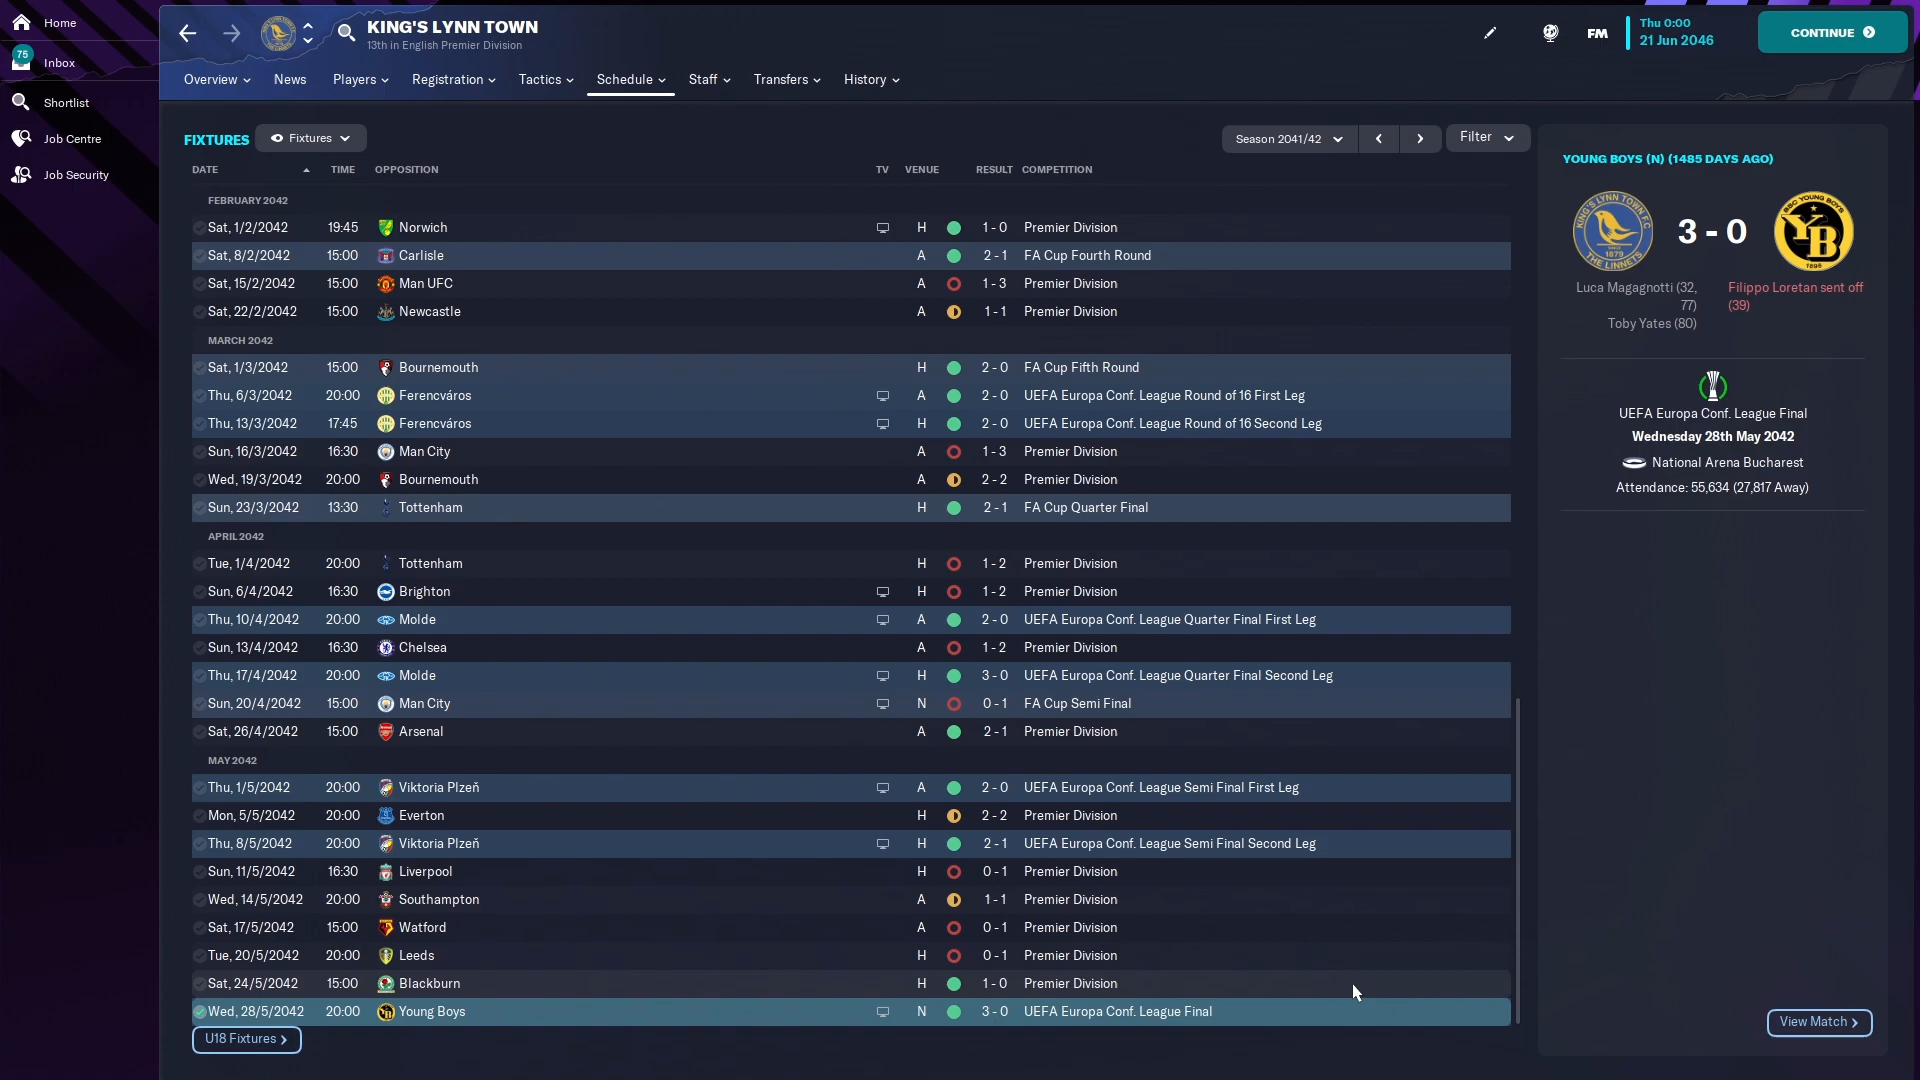 Home
75
Inbox
Shortlist
Job Centre
Job Security
KING'S LYNN TOWN
13th in English Premier Division
FM
Thu 0:00
21 Jun 2046
CONTINUE
Overview News Players Registration Tactics Schedule Staff Transfers History
FIXTURES Fixtures Season 2041/42 Filter
DATE TIME OPPOSITION TV VENUE RESULT COMPETITION
FEBRUARY 2042
Sat, 1/2/2042 19:45 Norwich H 1 - 0 Premier Division
Sat, 8/2/2042 15:00 Carlisle A 2 - 1 FA Cup Fourth Round
Sat, 15/2/2042 15:00 Man UFC A 1 - 3 Premier Division
Sat, 22/2/2042 15:00 Newcastle A 1 - 1 Premier Division
MARCH 2042
Sat, 1/3/2042 15:00 Bournemouth H 2 - 0 FA Cup Fifth Round
Thu, 6/3/2042 20:00 Ferencváros A 2 - 0 UEFA Europa Conf. League Round of 16 First Leg
Thu, 13/3/2042 17:45 Ferencváros H 2 - 0 UEFA Europa Conf. League Round of 16 Second Leg
Sun, 16/3/2042 16:30 Man City A 1 - 3 Premier Division
Wed, 19/3/2042 20:00 Bournemouth A 2 - 2 Premier Division
Sun, 23/3/2042 13:30 Tottenham H 2 - 1 FA Cup Quarter Final
APRIL 2042
Tue, 1/4/2042 20:00 Tottenham H 1 - 2 Premier Division
Sun, 6/4/2042 16:30 Brighton H 1 - 2 Premier Division
Thu, 10/4/2042 20:00 Molde A 2 - 0 UEFA Europa Conf. League Quarter Final First Leg
Sun, 13/4/2042 16:30 Chelsea A 1 - 2 Premier Division
Thu, 17/4/2042 20:00 Molde H 3 - 0 UEFA Europa Conf. League Quarter Final Second Leg
Sun, 20/4/2042 15:00 Man City N 0 - 1 FA Cup Semi Final
Sat, 26/4/2042 15:00 Arsenal A 2 - 1 Premier Division
MAY 2042
Thu, 1/5/2042 20:00 Viktoria Plzeň A 2 - 0 UEFA Europa Conf. League Semi Final First Leg
Mon, 5/5/2042 20:00 Everton H 2 - 2 Premier Division
Thu, 8/5/2042 20:00 Viktoria Plzeň H 2 - 1 UEFA Europa Conf. League Semi Final Second Leg
Sun, 11/5/2042 16:30 Liverpool H 0 - 1 Premier Division
Wed, 14/5/2042 20:00 Southampton A 1 - 1 Premier Division
Sat, 17/5/2042 15:00 Watford A 0 - 1 Premier Division
Tue, 20/5/2042 20:00 Leeds H 0 - 1 Premier Division
Sat, 24/5/2042 15:00 Blackburn H 1 - 0 Premier Division
Wed, 28/5/2042 20:00 Young Boys N 3 - 0 UEFA Europa Conf. League Final
U18 Fixtures
YOUNG BOYS (N) (1485 DAYS AGO)
KING'S LYNN TOWN FC
1879
THE LINNETS
3 - 0
BSC YOUNG BOYS
YB
1898
Luca Magagnotti (32,
77)
Toby Yates (80)
Filippo Loretan sent off
(39)
UEFA Europa Conf. League Final
Wednesday 28th May 2042
National Arena Bucharest
Attendance: 55,634 (27,817 Away)
View Match